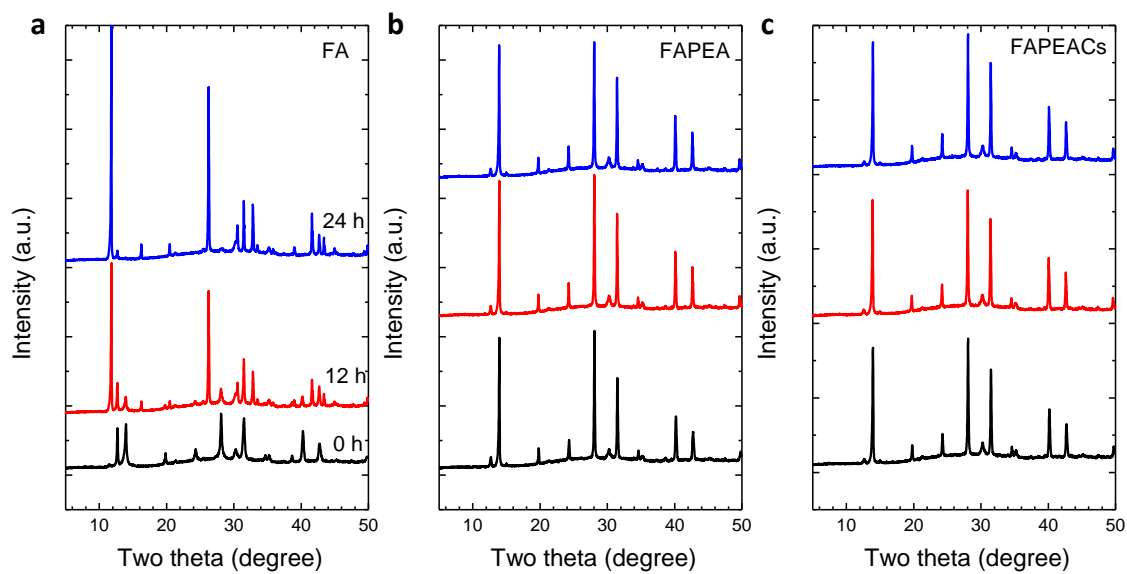 a
FA
24 h
12 h
0 h
Intensity (a.u.)
10 20 30 40 50
Two theta (degree)
b
FAPEA
Intensity (a.u.)
10 20 30 40 50
Two theta (degree)
c
FAPEACs
Intensity (a.u.)
10 20 30 40 50
Two theta (degree)